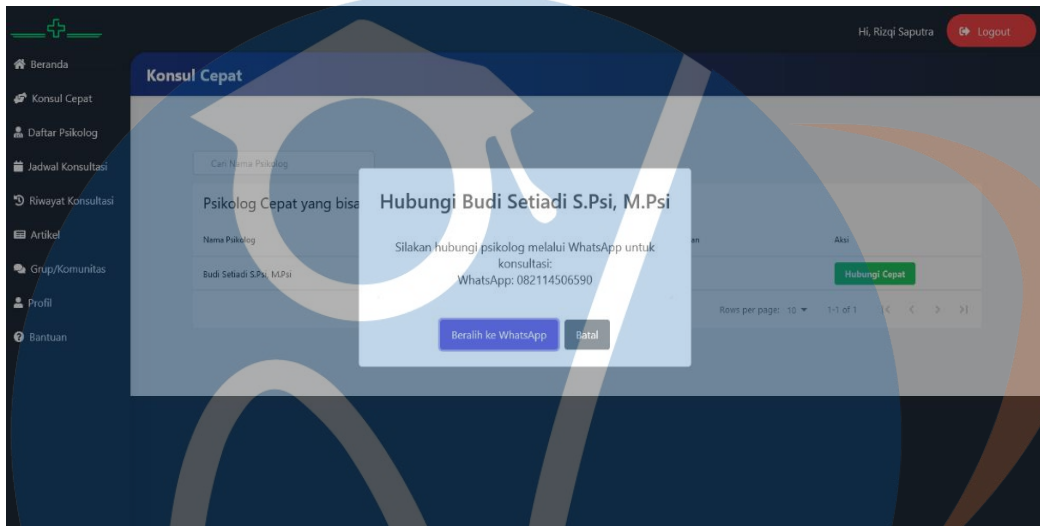 Hi, Rizqi Saputra
Logout
Beranda
Konsul Cepat
Daftar Psikolog
Jadwal Konsultasi
Riwayat Konsultasi
Artikel
Grup/Komunitas
Profil
Bantuan
Konsul Cepat
Cari Nama Psikolog
Psikolog Cepat yang bisa
Nama Psikolog
Aksi
Budi Setiadi S.Psi, M.Psi
Hubungi Cepat
Rows per page: 10
1-1 of 1
Hubungi Budi Setiadi S.Psi, M.Psi
Silakan hubungi psikolog melalui WhatsApp untuk
konsultasi:
WhatsApp: 082114506590
Beralih ke WhatsApp
Batal